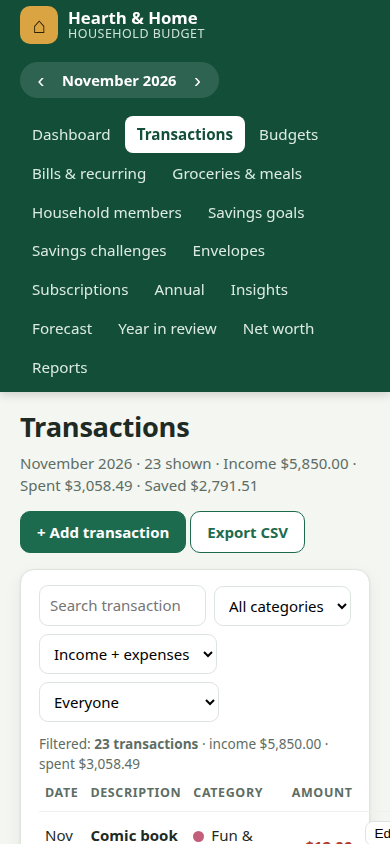 Hearth & Home
HOUSEHOLD BUDGET
‹ November 2026 ›
Dashboard Transactions Budgets
Bills & recurring Groceries & meals
Household members Savings goals
Savings challenges Envelopes
Subscriptions Annual Insights
Forecast Year in review Net worth
Reports
Transactions
November 2026 · 23 shown · Income $5,850.00 ·
Spent $3,058.49 · Saved $2,791.51
+ Add transaction Export CSV
Search transaction All categories
Income + expenses
Everyone
Filtered: 23 transactions · income $5,850.00 ·
spent $3,058.49
DATE DESCRIPTION CATEGORY AMOUNT
Nov Comic book Fun &